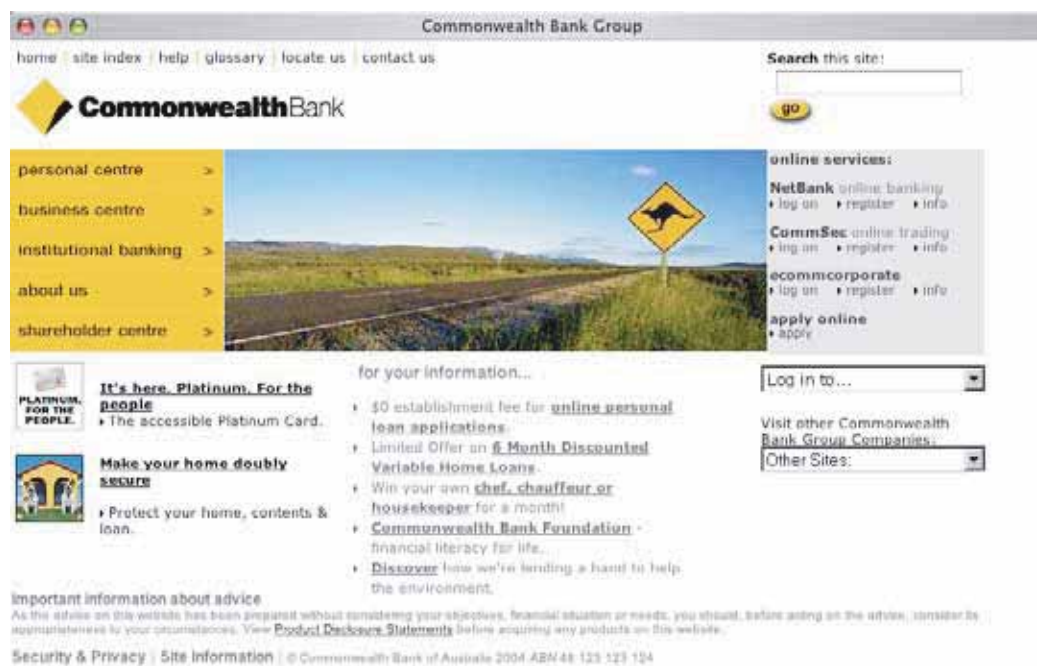 Commonwealth Bank Group
home site index help glossary locate us contact us
Search this site:
CommonwealthBank
go
personal centre >
business centre >
institutional banking >
about us >
shareholder centre >
online services:
NetBank online banking
log on register info
CommSec online trading
log on register info
ecommcorporate
log on register info
apply online
apply
PLATINUM.
FOR THE
PEOPLE.
It's here. Platinum. For the
people
The accessible Platinum Card.
Make your home doubly
secure
Protect your home, contents &
loan.
for your information...
$0 establishment fee for online personal
loan applications.
Limited Offer on 6 Month Discounted
Variable Home Loans.
Win your own chef, chauffeur or
housekeeper for a month!
Commonwealth Bank Foundation -
financial literacy for life.
Discover how we're lending a hand to help
the environment.
Log in to...
Visit other Commonwealth
Bank Group Companies:
Other Sites:
Important information about advice
As the advice on this website has been prepared without considering your objectives, financial situation or needs, you should, before acting on the advice, consider its
appropriateness to your circumstances. View Product Disclosure Statements before acquiring any products on this website.
Security & Privacy | Site Information | © Commonwealth Bank of Australia 2004 ABN 48 123 123 124